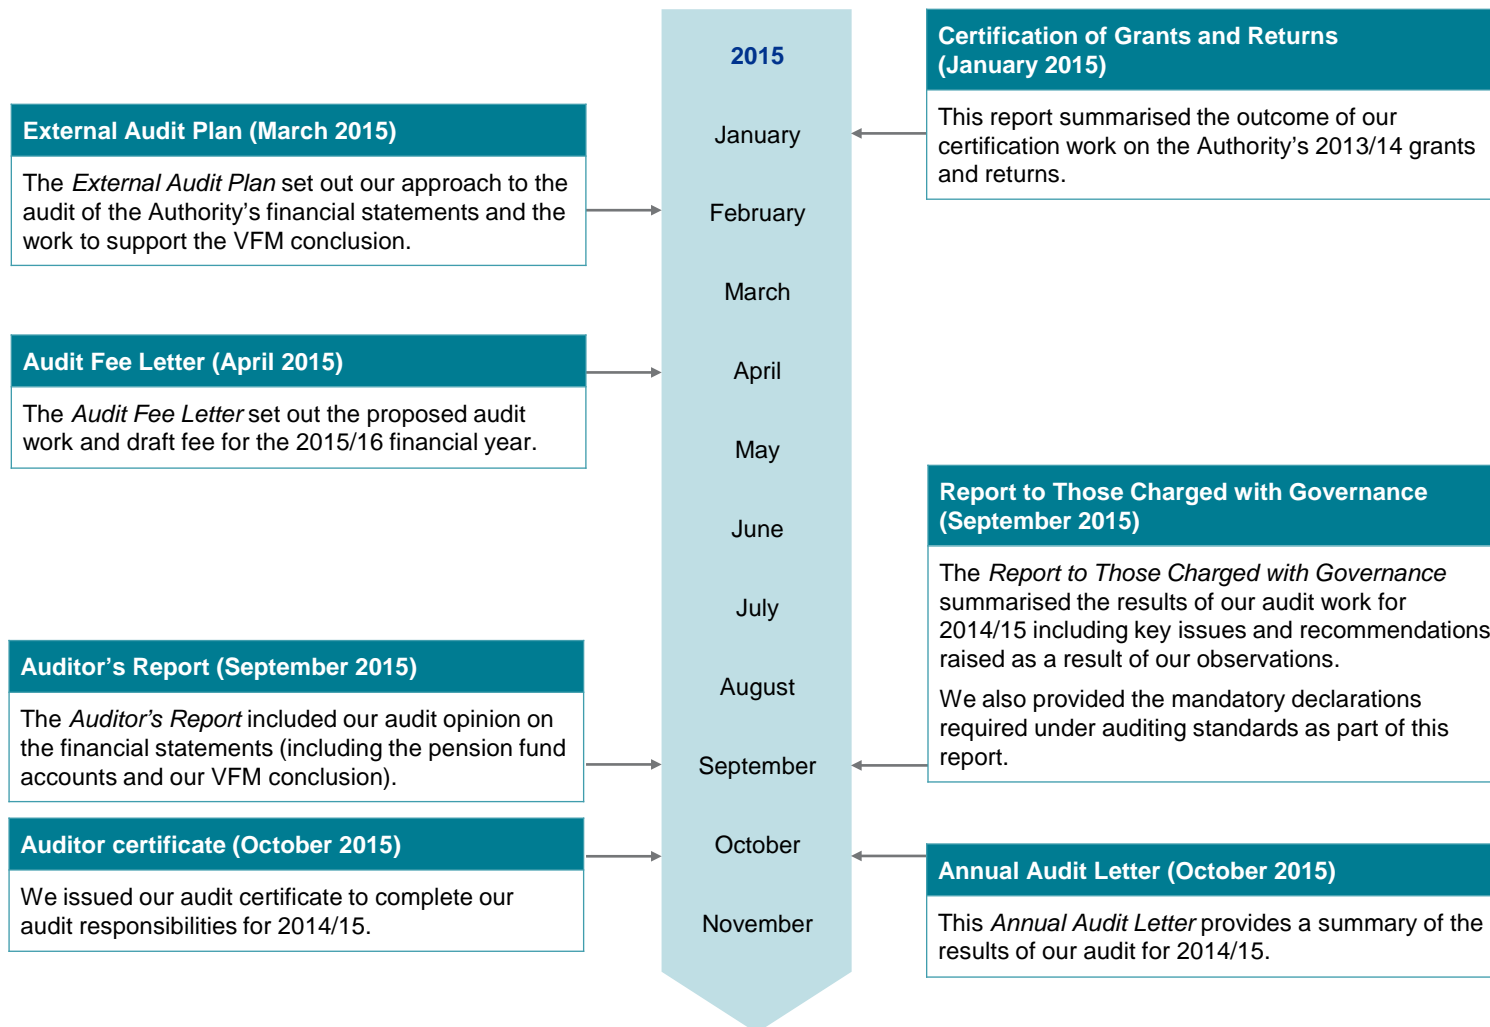 2015
January
February
March
April
May
June
July
August
September
October
November
External Audit Plan (March 2015)
The External Audit Plan set out our approach to the
audit of the Authority’s financial statements and the
work to support the VFM conclusion.
Audit Fee Letter (April 2015)
The Audit Fee Letter set out the proposed audit
work and draft fee for the 2015/16 financial year.
Auditor’s Report (September 2015)
The Auditor’s Report included our audit opinion on
the financial statements (including the pension fund
accounts and our VFM conclusion).
Auditor certificate (October 2015)
We issued our audit certificate to complete our
audit responsibilities for 2014/15.
Certification of Grants and Returns
(January 2015)
This report summarised the outcome of our
certification work on the Authority’s 2013/14 grants
and returns.
Report to Those Charged with Governance
(September 2015)
The Report to Those Charged with Governance
summarised the results of our audit work for
2014/15 including key issues and recommendations
raised as a result of our observations.
We also provided the mandatory declarations
required under auditing standards as part of this
report.
Annual Audit Letter (October 2015)
This Annual Audit Letter provides a summary of the
results of our audit for 2014/15.